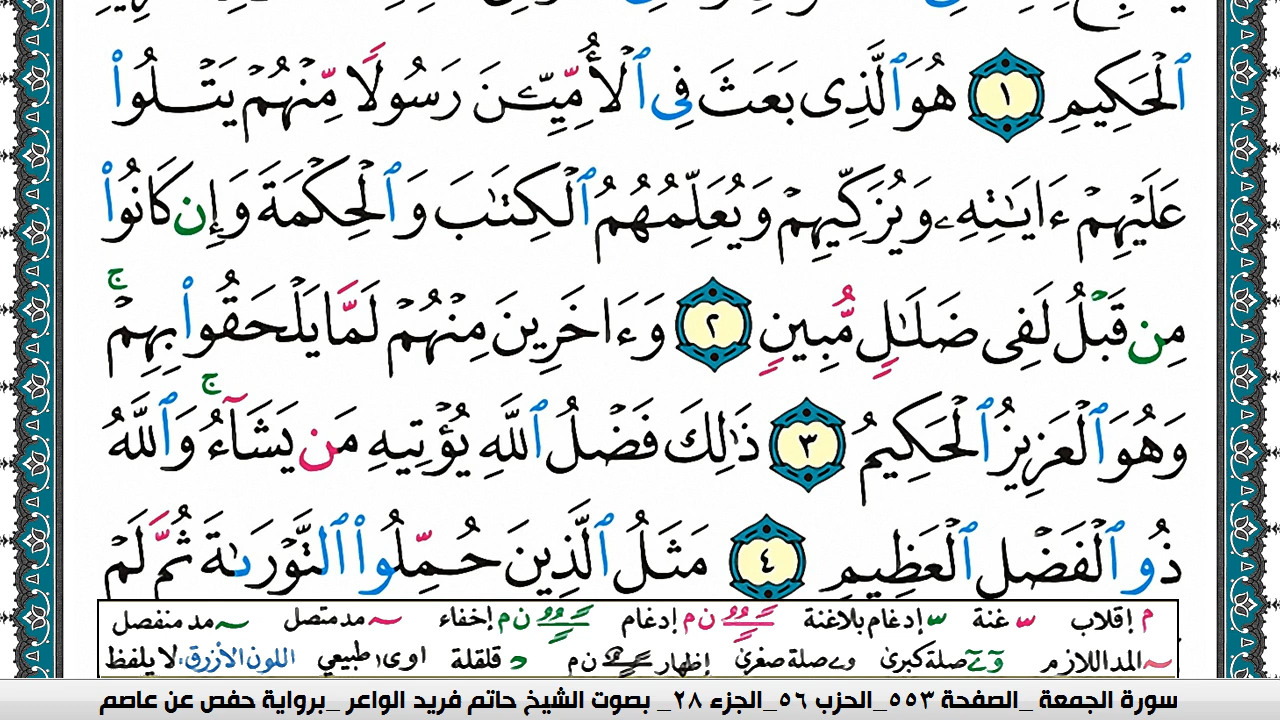 ٱلْحَكِيمِ ١ هُوَ ٱلَّذِى بَعَثَ فِى ٱلْأُمِّيِّـۧنَ رَسُولًا مِّنْهُمْ يَتْلُوا۟
عَلَيْهِمْ ءَايَـٰتِهِۦ وَيُزَكِّيهِمْ وَيُعَلِّمُهُمُ ٱلْكِتَـٰبَ وَٱلْحِكْمَةَ وَإِن كَانُوا۟
مِن قَبْلُ لَفِى ضَلَـٰلٍ مُّبِينٍ ٢ وَءَاخَرِينَ مِنْهُمْ لَمَّا يَلْحَقُوا۟ بِهِمْ ۚ
وَهُوَ ٱلْعَزِيزُ ٱلْحَكِيمُ ٣ ذَٰلِكَ فَضْلُ ٱللَّهِ يُؤْتِيهِ مَن يَشَآءُ ۚ وَٱللَّهُ
ذُو ٱلْفَضْلِ ٱلْعَظِيمِ ٤ مَثَلُ ٱلَّذِينَ حُمِّلُوا۟ ٱلتَّوْرَىٰةَ ثُمَّ لَمْ
م إقلاب غنة إدغام بلاغنة ن م إدغام ن م إخفاء مد متصل مد منفصل
المد اللازم صلة كبرى صلة صغرى إظهار ن م قلقلة اوى طبيعي اللون الأزرق: لا يلفظ
سورة الجمعة _الصفحة ٥٥٣_الحزب ٥٦_الجزء ٢٨_ بصوت الشيخ حاتم فريد الواعر _برواية حفص عن عاصم